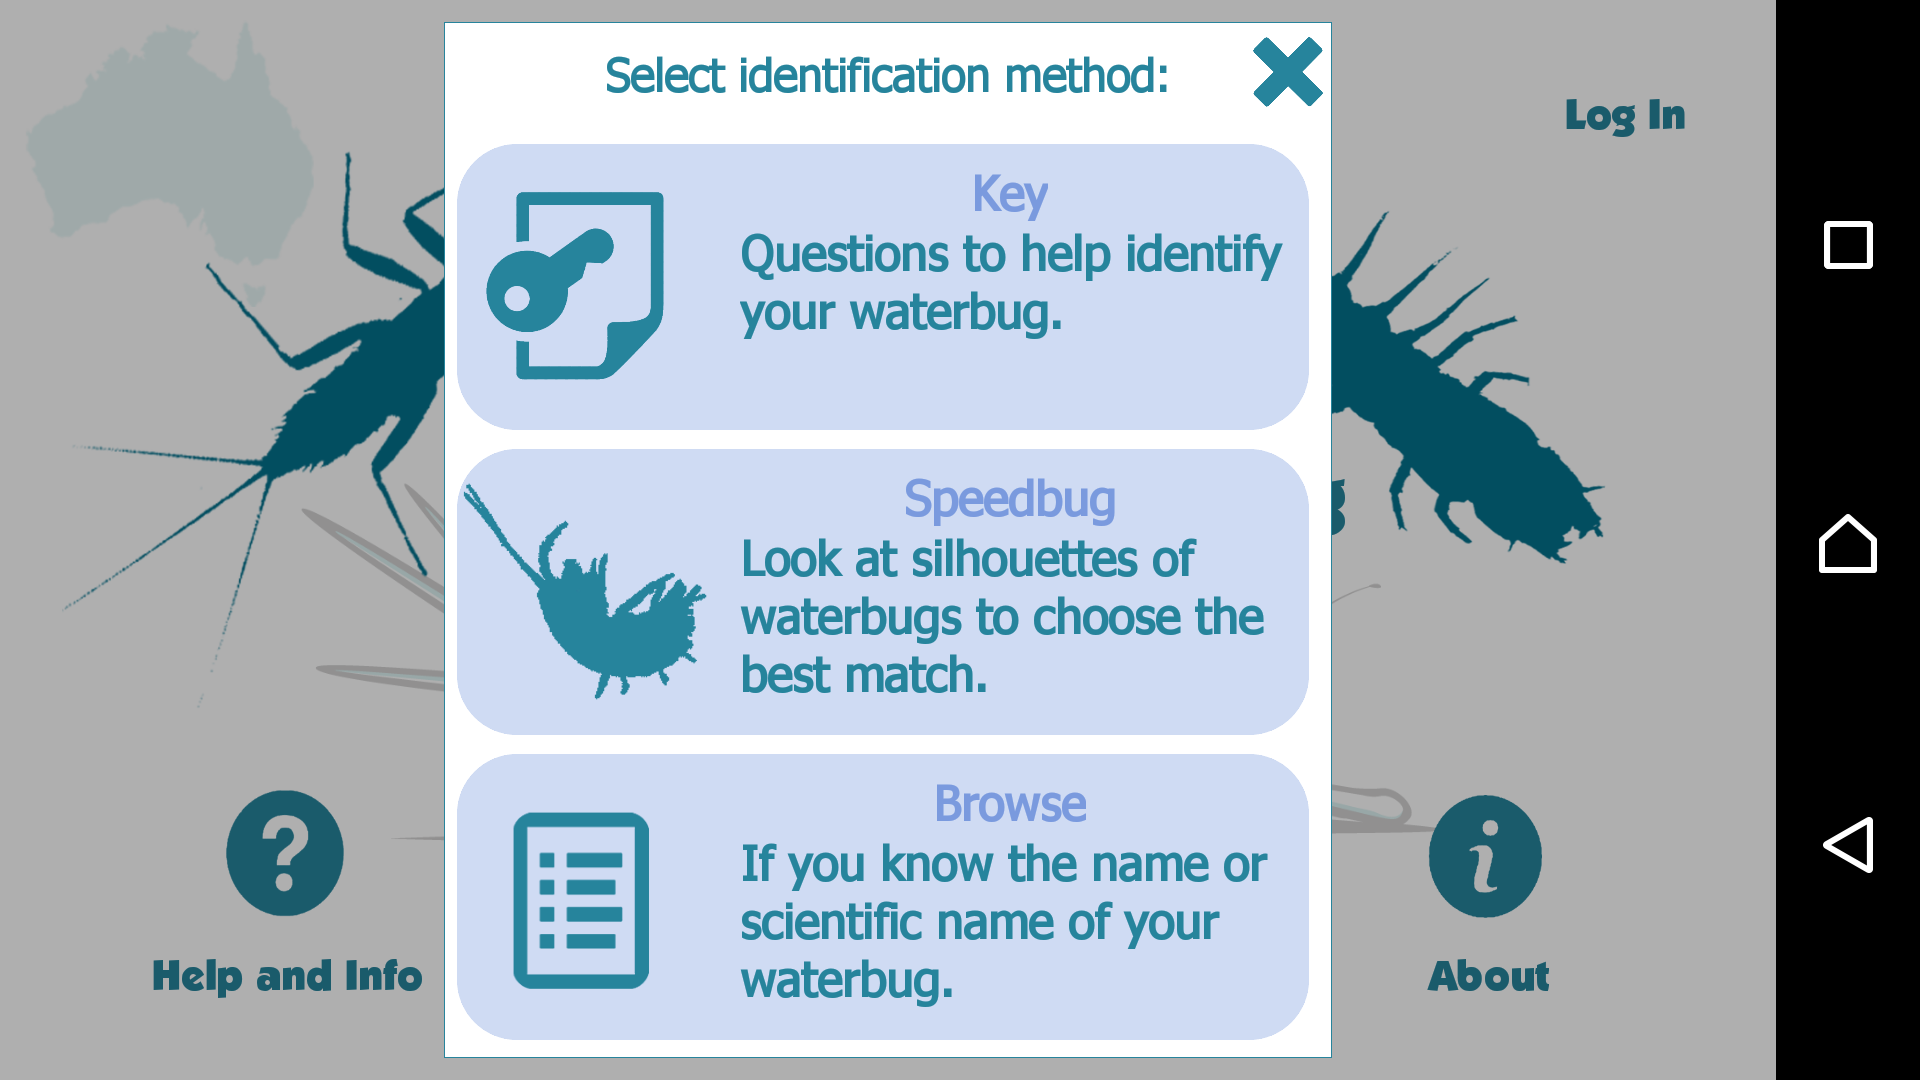 Select identification method:
Log In
Key
Questions to help identify
your waterbug.
Speedbug
Look at silhouettes of
waterbugs to choose the
best match.
Browse
If you know the name or
scientific name of your
waterbug.
Help and Info
About